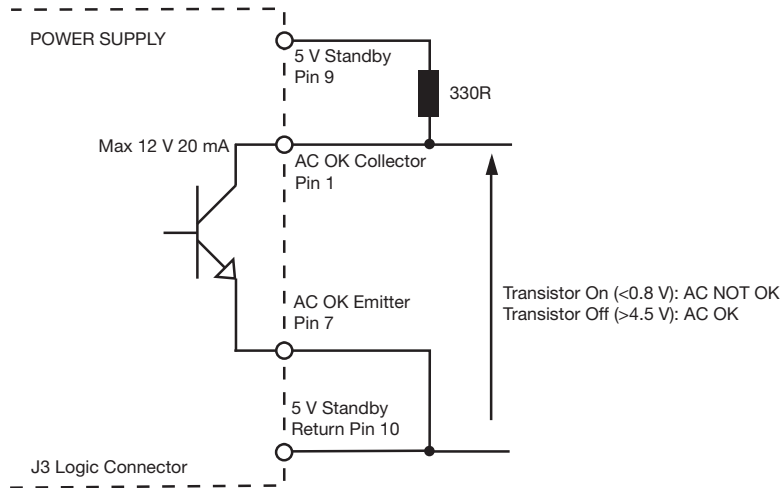 POWER SUPPLY
5 V Standby
Pin 9
330R
Max 12 V 20 mA
AC OK Collector
Pin 1
Transistor On (<0.8 V): AC NOT OK
Transistor Off (>4.5 V): AC OK
AC OK Emitter
Pin 7
5 V Standby
Return Pin 10
J3 Logic Connector